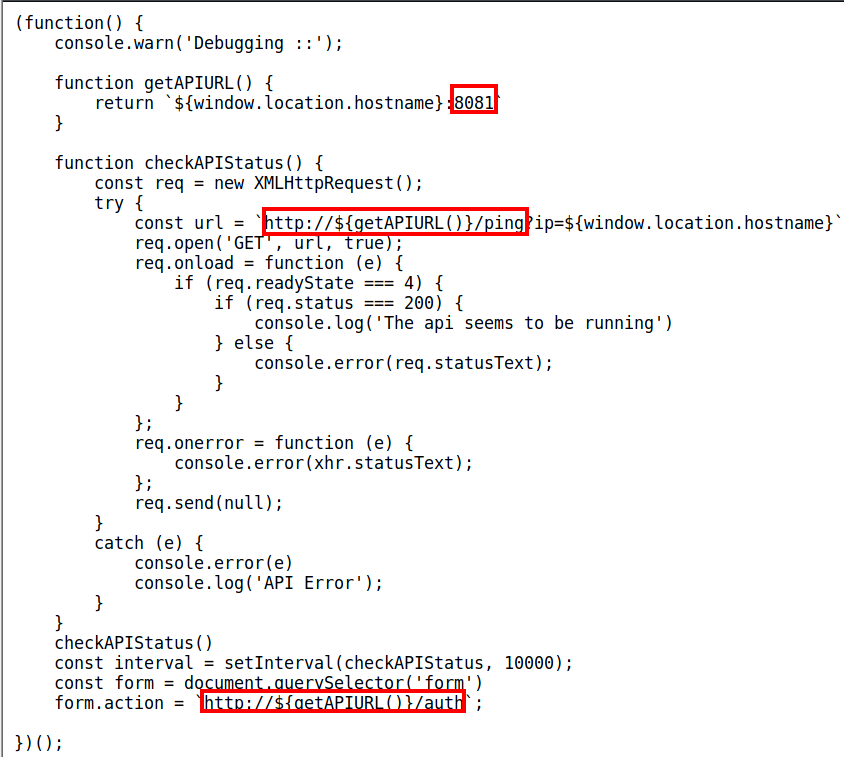 (function() {
    console.warn('Debugging ::');

    function getAPIURL() {
        return `${window.location.hostname}:8081`
    }

    function checkAPIStatus() {
        const req = new XMLHttpRequest();
        try {
            const url = `http://${getAPIURL()}/ping?ip=${window.location.hostname}`
            req.open('GET', url, true);
            req.onload = function (e) {
                if (req.readyState === 4) {
                    if (req.status === 200) {
                        console.log('The api seems to be running')
                    } else {
                        console.error(req.statusText);
                    }
                }
            };
            req.onerror = function (e) {
                console.error(xhr.statusText);
            };
            req.send(null);
        }
        catch (e) {
            console.error(e)
            console.log('API Error');
        }
    }
    checkAPIStatus()
    const interval = setInterval(checkAPIStatus, 10000);
    const form = document.querySelector('form')
    form.action = `http://${getAPIURL()}/auth`;

})();